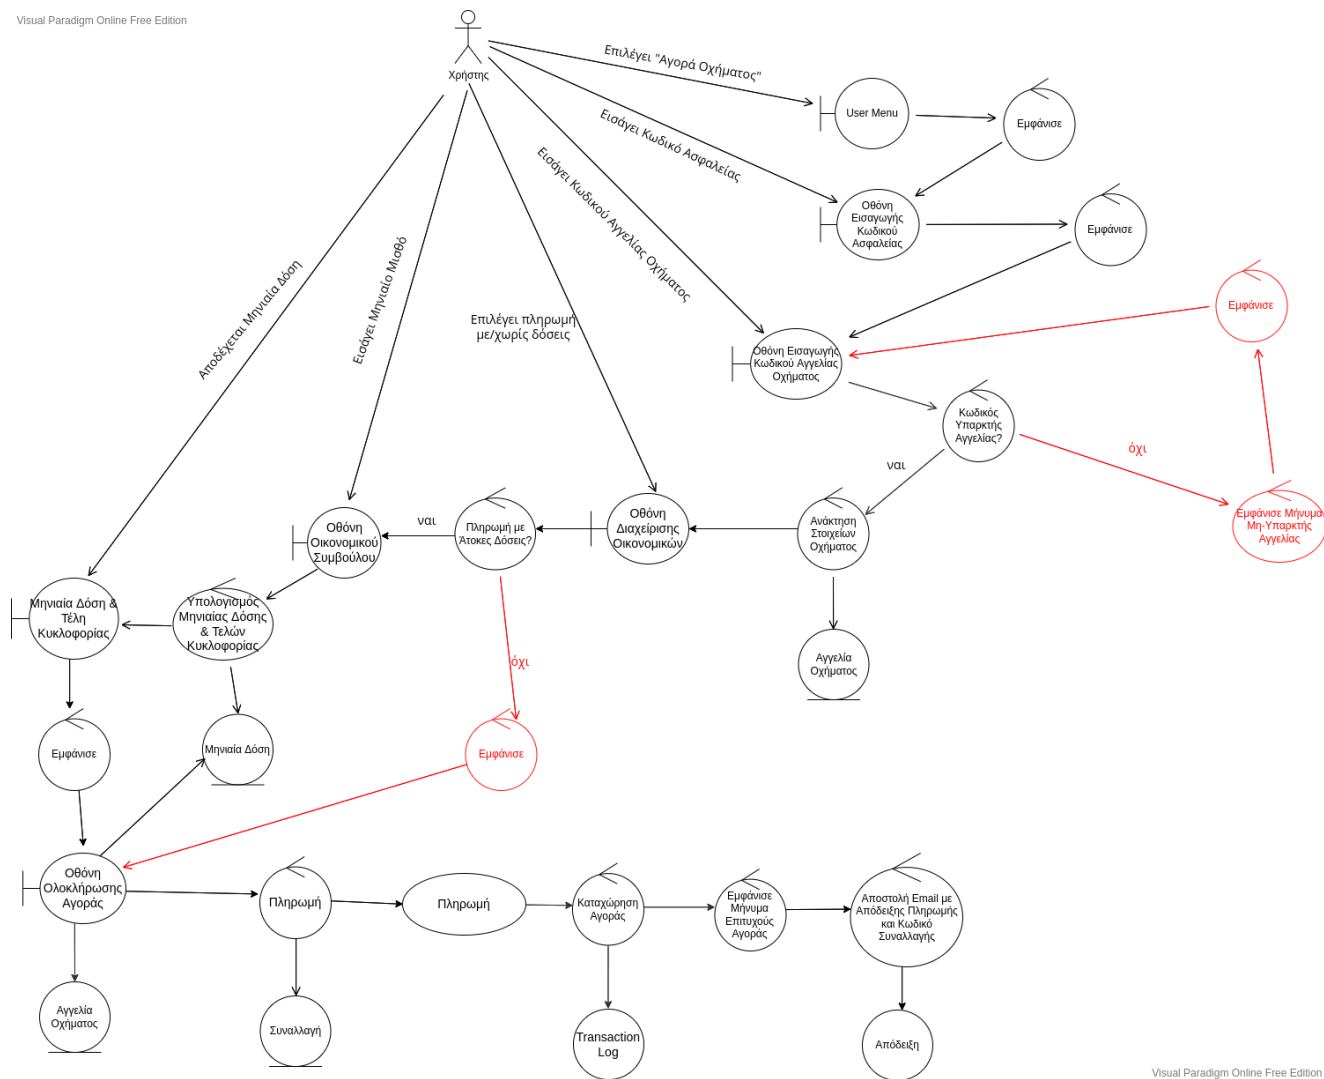 Visual Paradigm Online Free Edition
Χρήστης
Επιλέγει "Αγορά Οχήματος"
User Menu
Εμφάνισε
Εισάγει Κωδικό Ασφαλείας
Εισάγει Κωδικού Αγγελίας Οχήματος
Οθόνη
Εισαγωγής
Κωδικού
Ασφαλείας
Εμφάνισε
Αποδέχεται Μηνιαία Δόση
Εισάγει Μηνιαίο Μισθό
Επιλέγει πληρωμή
με/χωρίς δόσεις
Εμφάνισε
Οθόνη Εισαγωγής
Κωδικού Αγγελίας
Οχήματος
Κωδικός
Υπαρκτής
Αγγελίας?
όχι
ναι
Εμφάνισε Μήνυμα
Μη-Υπαρκτής
Αγγελίας
Ανάκτηση
Στοιχείων
Οχήματος
Οθόνη
Διαχείρισης
Οικονομικών
Πληρωμή με
Άτοκες Δόσεις?
ναι
Οθόνη
Οικονομικού
Συμβούλου
Μηνιαία Δόση &
Τέλη
Κυκλοφορίας
Υπολογισμός
Μηνιαίας Δόσης
& Τελών
Κυκλοφορίας
όχι
Αγγελία
Οχήματος
Εμφάνισε
Μηνιαία Δόση
Εμφάνισε
Οθόνη
Ολοκλήρωσης
Αγοράς
Πληρωμή
Πληρωμή
Καταχώρηση
Αγοράς
Εμφάνισε
Μήνυμα
Επιτυχούς
Αγοράς
Αποστολή Email με
Απόδειξης Πληρωμής
και Κωδικό
Συναλλαγής
Αγγελία
Οχήματος
Συναλλαγή
Transaction
Log
Απόδειξη
Visual Paradigm Online Free Edition